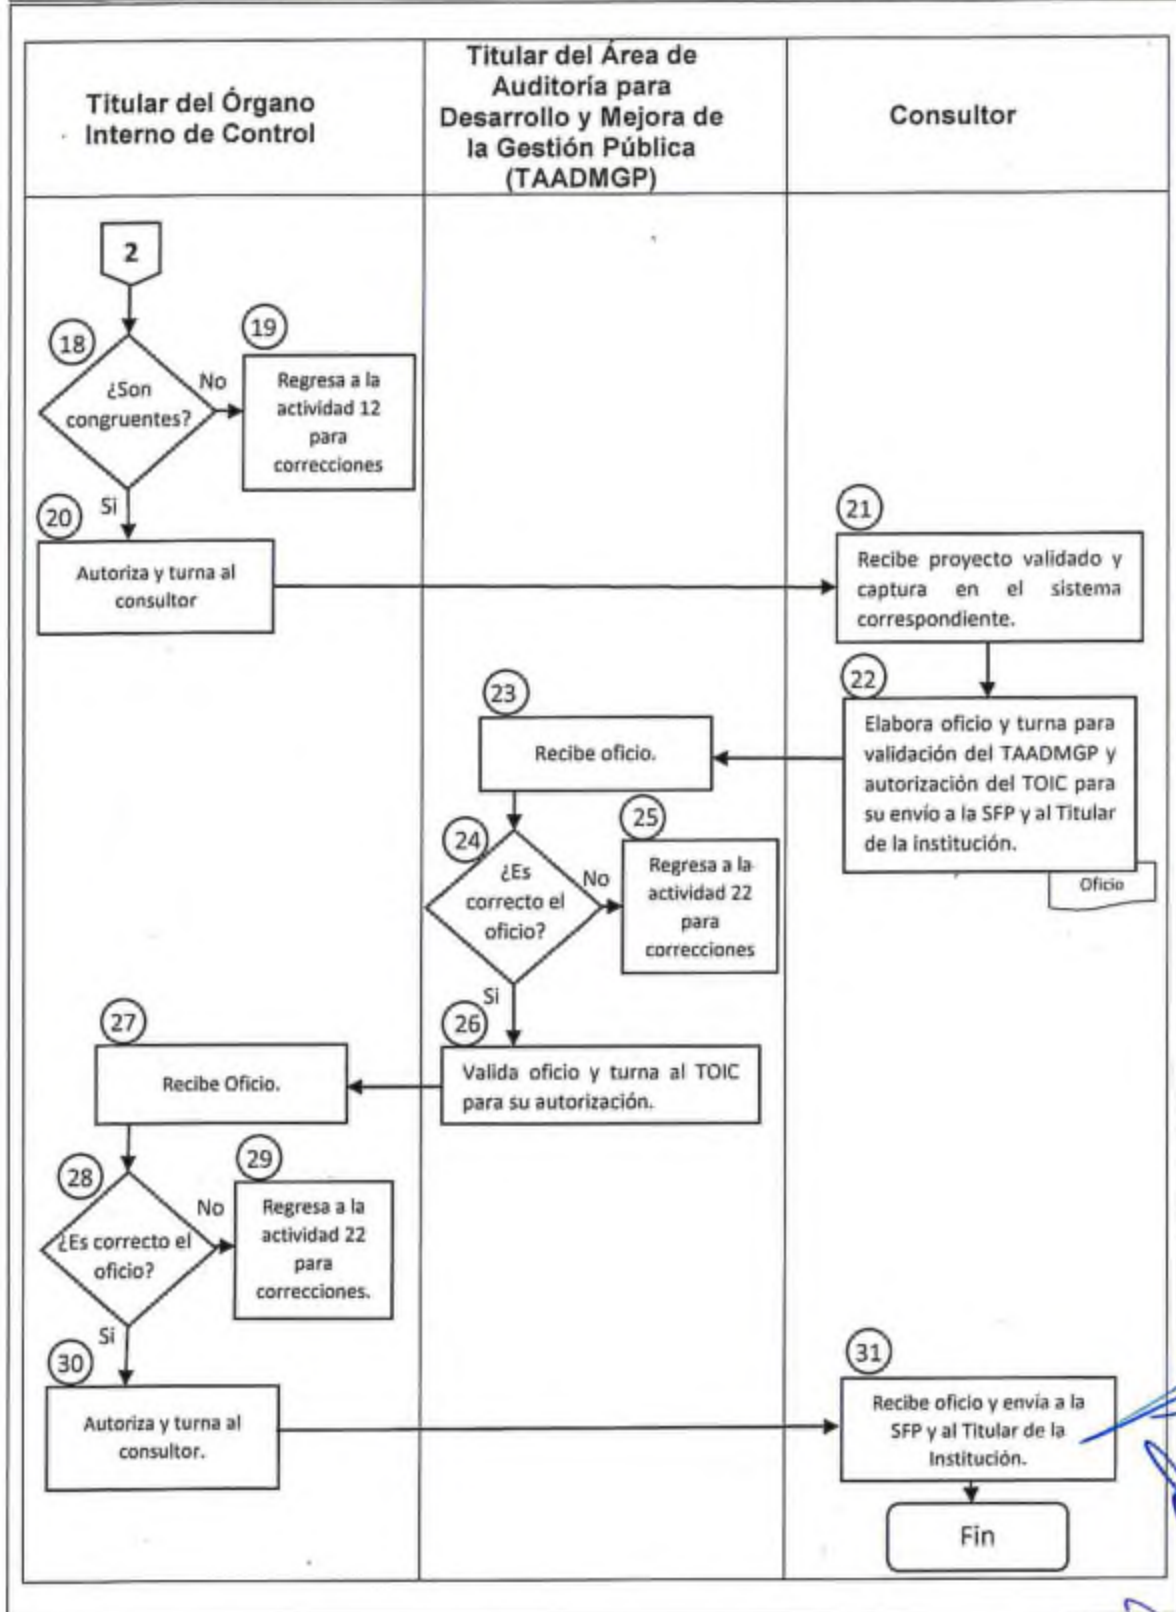 Titular del Órgano
Interno de Control
Titular del Área de
Auditoría para
Desarrollo y Mejora de
la Gestión Pública
(TAADMGP)
Consultor
2
18
¿Son
congruentes?
No
19
Regresa a la
actividad 12
para
correcciones
Si
20
Autoriza y turna al
consultor
21
Recibe proyecto validado y
captura en el sistema
correspondiente.
22
Elabora oficio y turna para
validación del TAADMGP y
autorización del TOIC para
su envío a la SFP y al Titular
de la institución.
Oficio
23
Recibe oficio.
24
¿Es
correcto el
oficio?
No
25
Regresa a la
actividad 22
para
correcciones
Si
26
Valida oficio y turna al TOIC
para su autorización.
27
Recibe Oficio.
28
¿Es correcto el
oficio?
No
29
Regresa a la
actividad 22
para
correcciones.
Si
30
Autoriza y turna al
consultor.
31
Recibe oficio y envía a la
SFP y al Titular de la
Institución.
Fin